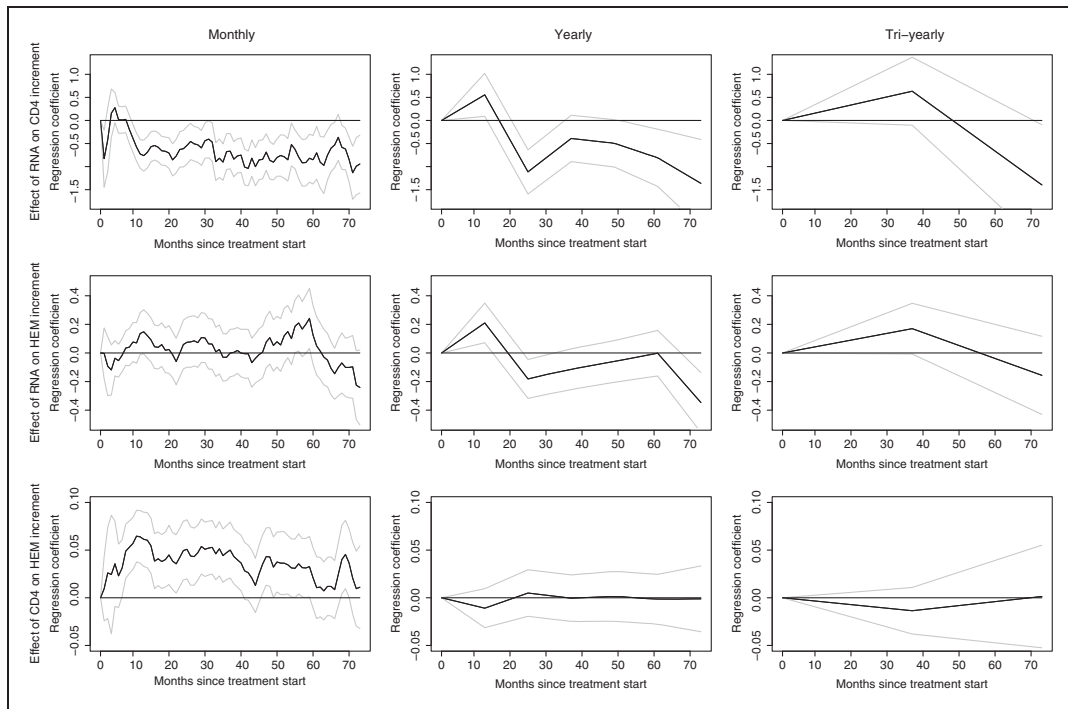 Monthly
Yearly
Tri−yearly
Effect of RNA on CD4 increment
Regression coefficient
1.0
0.5
−0.5
0.0
−1.5
0 10 20 30 40 50 60 70
Months since treatment start
Regression coefficient
1.0
0.5
−0.5
0.0
−1.5
0 10 20 30 40 50 60 70
Months since treatment start
Regression coefficient
1.0
0.5
−0.5
0.0
−1.5
0 10 20 30 40 50 60 70
Months since treatment start
Effect of RNA on HEM increment
Regression coefficient
0.4
0.2
0.0
−0.2
−0.4
0 10 20 30 40 50 60 70
Months since treatment start
Regression coefficient
0.4
0.2
0.0
−0.2
−0.4
0 10 20 30 40 50 60 70
Months since treatment start
Regression coefficient
0.4
0.2
0.0
−0.2
−0.4
0 10 20 30 40 50 60 70
Months since treatment start
Effect of CD4 on HEM increment
Regression coefficient
0.10
0.05
0.00
−0.05
0 10 20 30 40 50 60 70
Months since treatment start
Regression coefficient
0.10
0.05
0.00
−0.05
0 10 20 30 40 50 60 70
Months since treatment start
Regression coefficient
0.10
0.05
0.00
−0.05
0 10 20 30 40 50 60 70
Months since treatment start